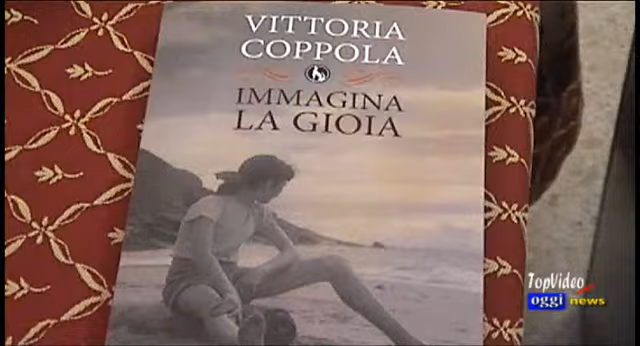 VITTORIA
COPPOLA
IMMAGINA
LA GIOIA
TopVideo
oggi news